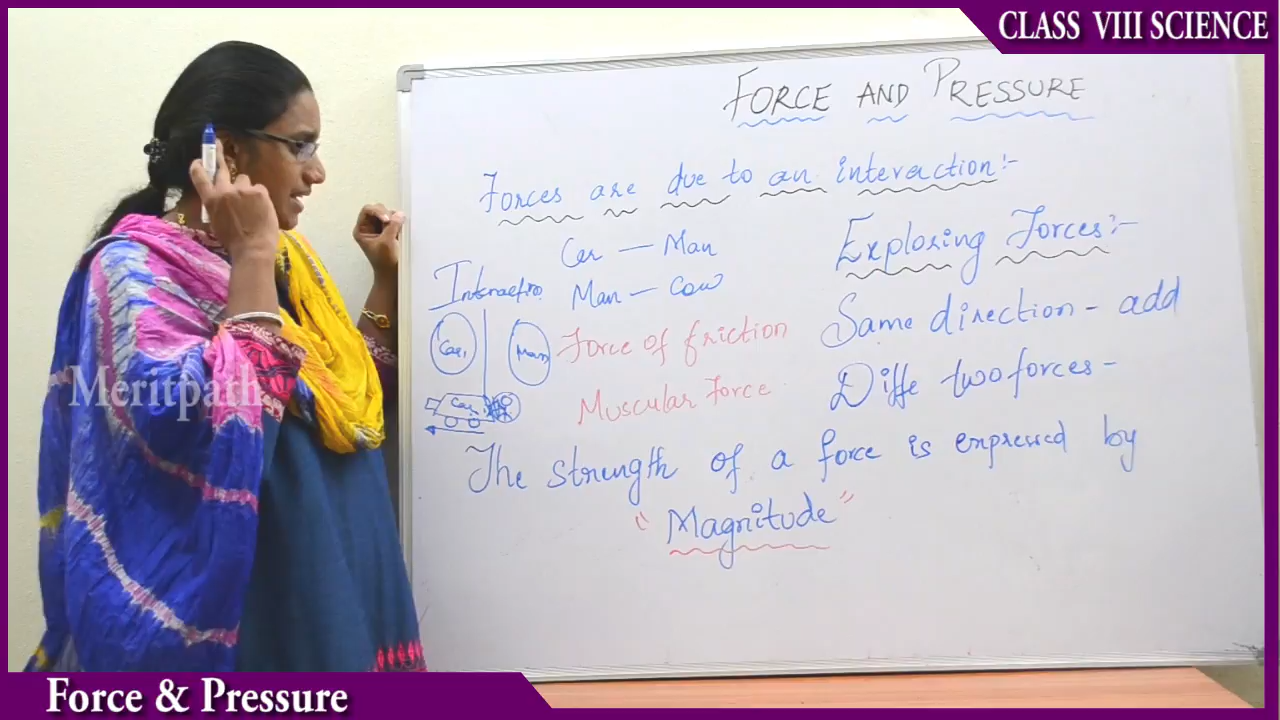 CLASS VIII SCIENCE
FORCE AND PRESSURE
Forces are due to an interaction:-
Car — Man
Man — Cow
Interaction
Car
Man
Car
Force of friction
Muscular Force
Exploring Forces:-
Same direction - add
Diffe two forces -
The strength of a force is expressed by
"Magnitude"
Meritpath
Force & Pressure